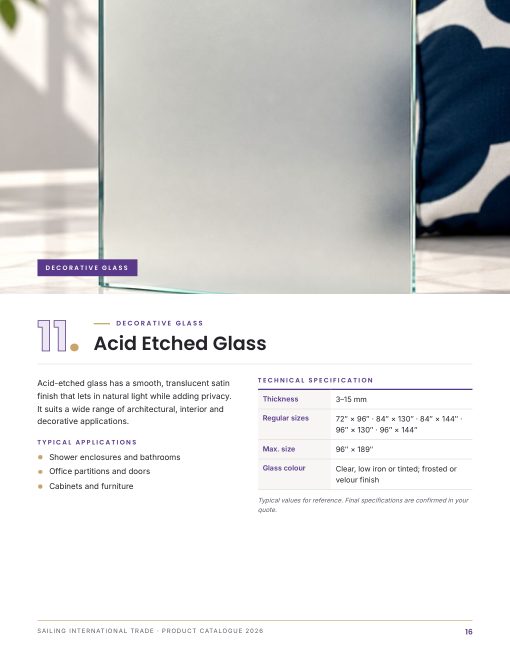 DECORATIVE GLASS
11.
DECORATIVE GLASS
Acid Etched Glass
Acid-etched glass has a smooth, translucent satin
finish that lets in natural light while adding privacy.
It suits a wide range of architectural, interior and
decorative applications.
TYPICAL APPLICATIONS
Shower enclosures and bathrooms
Office partitions and doors
Cabinets and furniture
TECHNICAL SPECIFICATION
Thickness 3–15 mm
Regular sizes 72″ × 96″ · 84″ × 130″ · 84″ × 144″ ·
96″ × 130″ · 96″ × 144″
Max. size 96″ × 189″
Glass colour Clear, low iron or tinted; frosted or
velour finish
Typical values for reference. Final specifications are confirmed in your
quote.
SAILING INTERNATIONAL TRADE · PRODUCT CATALOGUE 2026
16